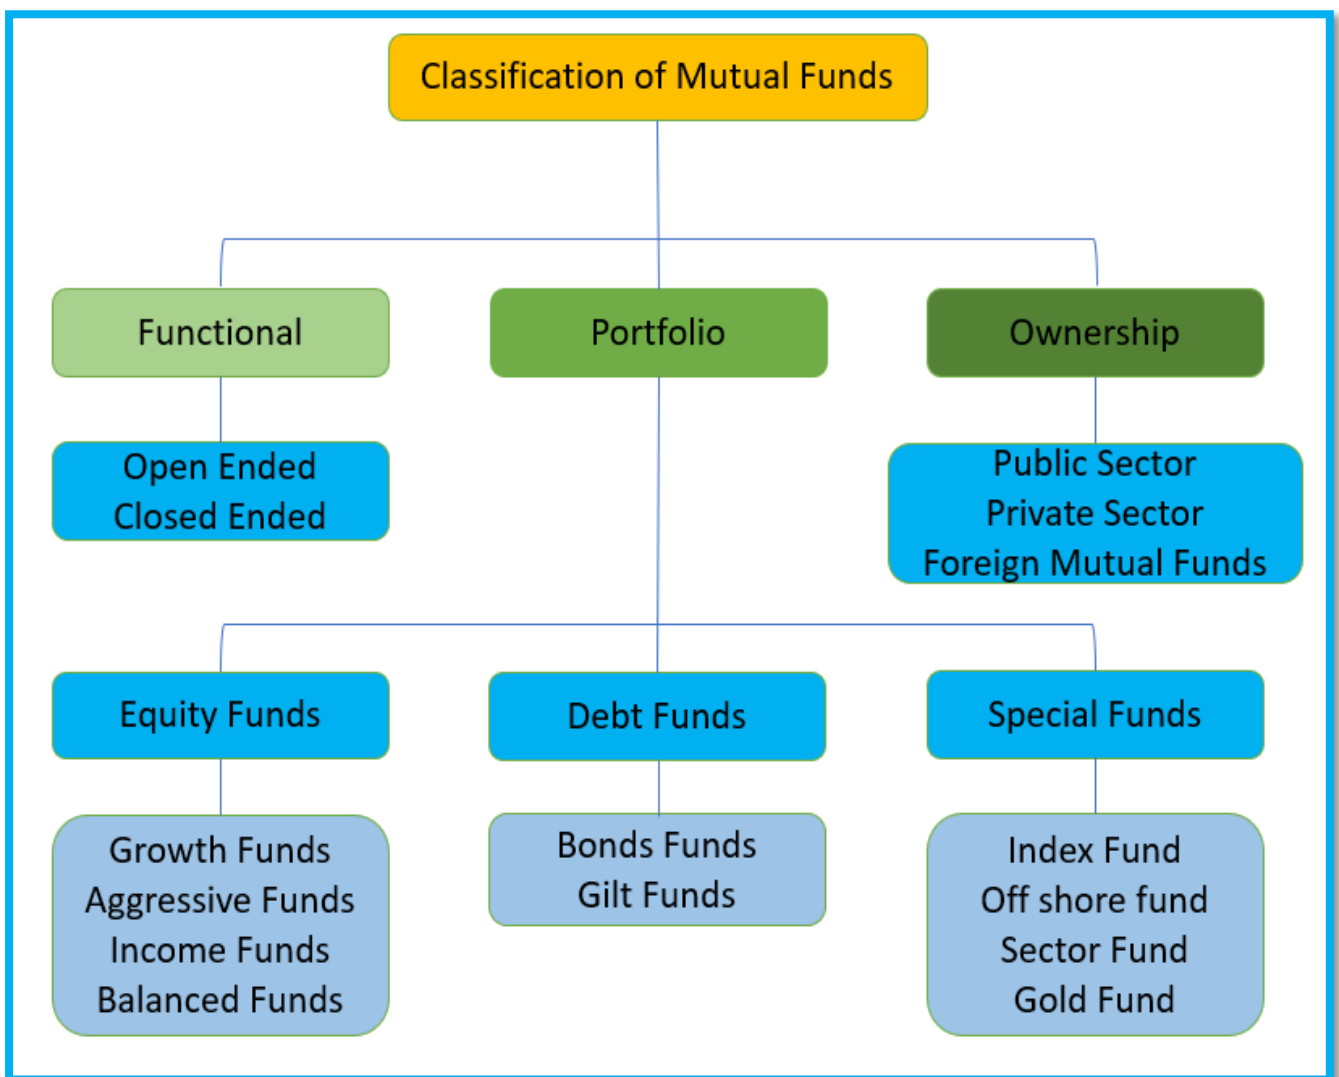 Classification of Mutual Funds
Functional
Portfolio
Ownership
Open Ended
Closed Ended
Public Sector
Private Sector
Foreign Mutual Funds
Equity Funds
Debt Funds
Special Funds
Growth Funds
Aggressive Funds
Income Funds
Balanced Funds
Bonds Funds
Gilt Funds
Index Fund
Off shore fund
Sector Fund
Gold Fund